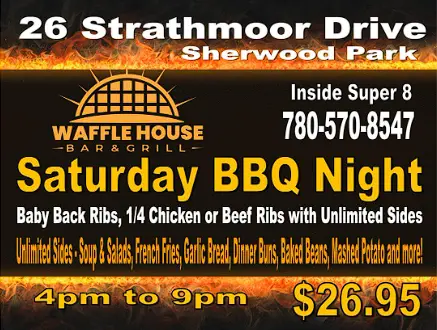 26 Strathmoor Drive
Sherwood Park
Inside Super 8
780-570-8547
WAFFLE HOUSE
BAR & GRILL
Saturday BBQ Night
Baby Back Ribs, 1/4 Chicken or Beef Ribs with Unlimited Sides
Unlimited Sides - Soup & Salads, French Fries, Garlic Bread, Dinner Buns, Baked Beans, Mashed Potato and more!
4pm to 9pm
$26.95